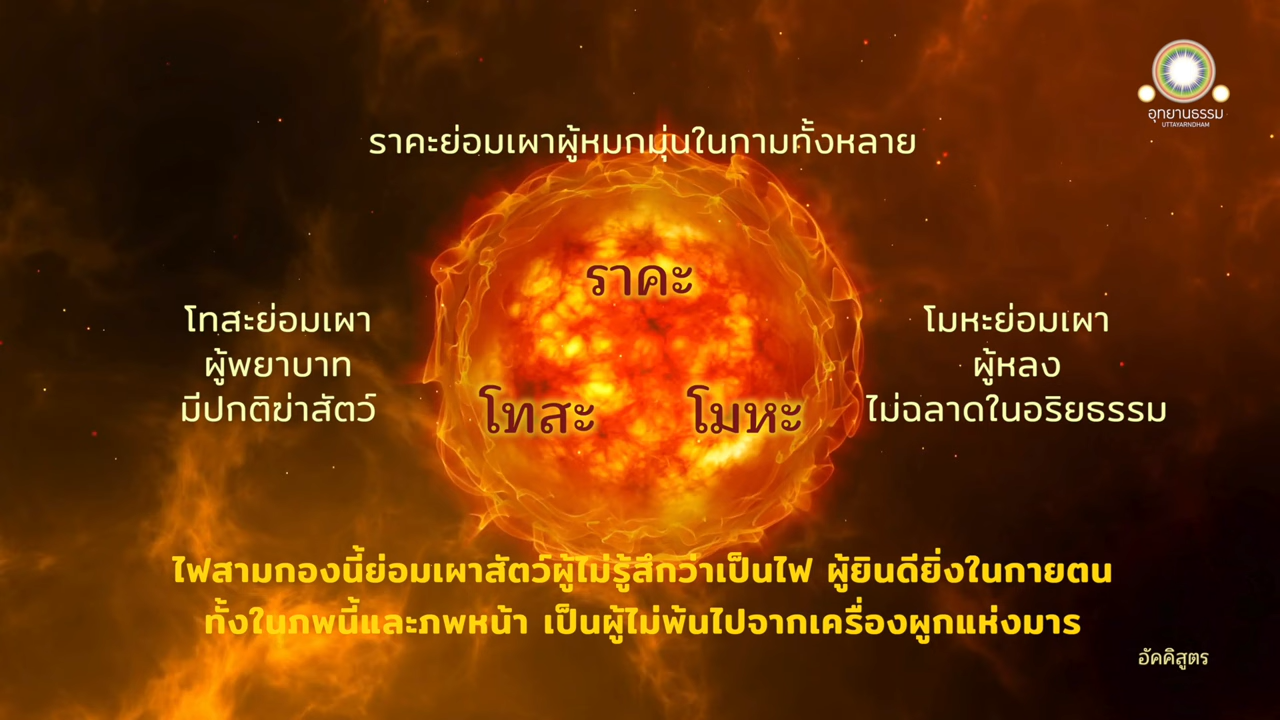 อุทยานธรรม
UTTAYARNDHAM
ราคะย่อมเผาผู้หมกมุ่นในกามทั้งหลาย
ราคะ
โทสะย่อมเผา
ผู้พยาบาท
มีปกติฆ่าสัตว์
โทสะ
โมหะ
โมหะย่อมเผา
ผู้หลง
ไม่ฉลาดในอริยธรรม
ไฟสามกองนี้ย่อมเผาสัตว์ผู้ไม่รู้สึกว่าเป็นไฟ ผู้ยินดียิ่งในกายตน
ทั้งในภพนี้และภพหน้า เป็นผู้ไม่พ้นไปจากเครื่องผูกแห่งมาร
อัคคิสูตร